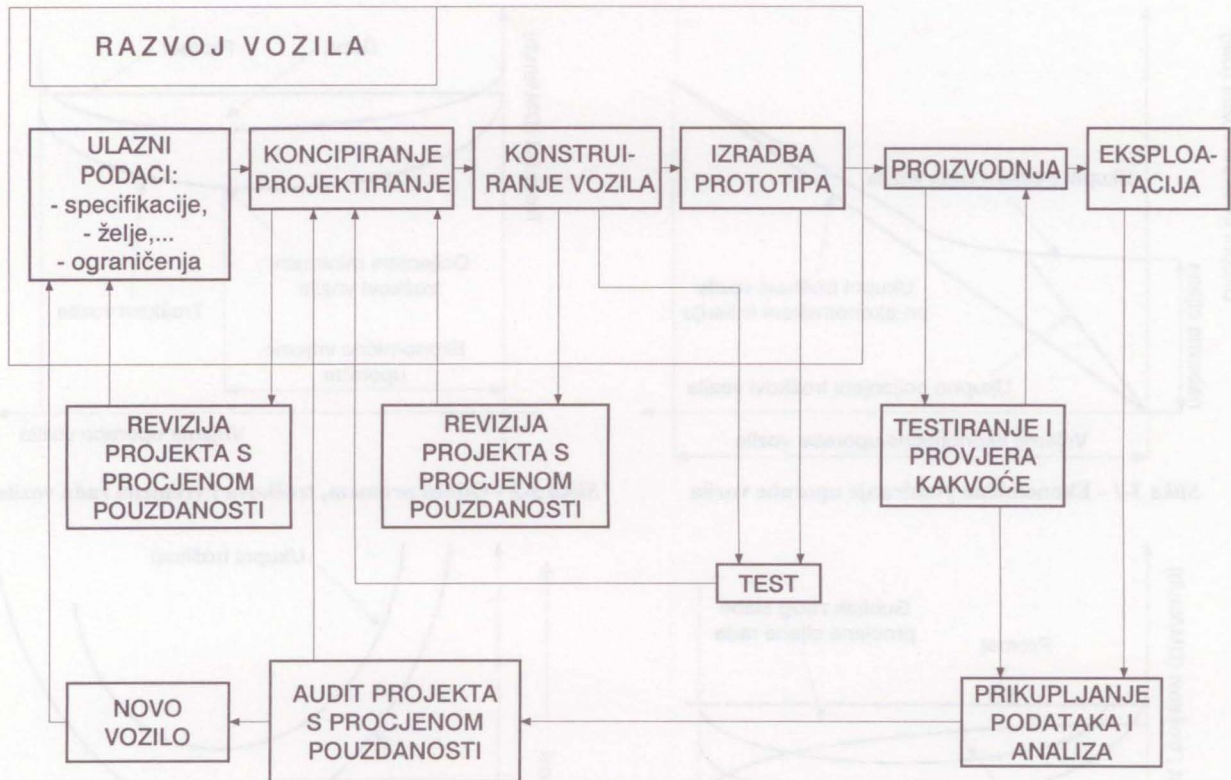 RAZVOJ VOZILA
ULAZNI
PODACI:
- specifikacije,
- želje,...
- ograničenja
KONCIPIRANJE
PROJEKTIRANJE
KONSTRUI-
RANJE VOZILA
IZRADBA
PROTOTIPA
PROIZVODNJA
EKSPLOA-
TACIJA
REVIZIJA
PROJEKTA S
PROCJENOM
POUZDANOSTI
REVIZIJA
PROJEKTA S
PROCJENOM
POUZDANOSTI
TESTIRANJE I
PROVJERA
KAKVOĆE
TEST
NOVO
VOZILO
AUDIT PROJEKTA
S PROCJENOM
POUZDANOSTI
PRIKUPLJANJE
PODATAKA I
ANALIZA